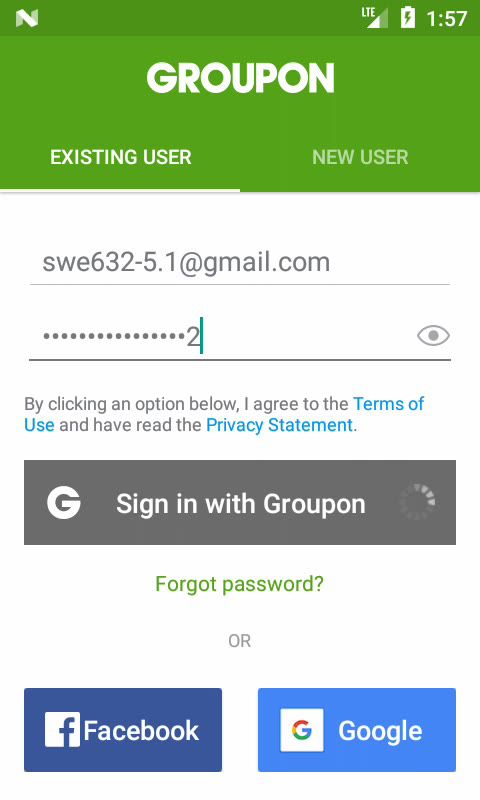 LTE 1:57
GROUPON
EXISTING USER NEW USER
swe632-5.1@gmail.com
••••••••••••••••2
By clicking an option below, I agree to the Terms of
Use and have read the Privacy Statement.
G Sign in with Groupon
Forgot password?
OR
f Facebook G Google